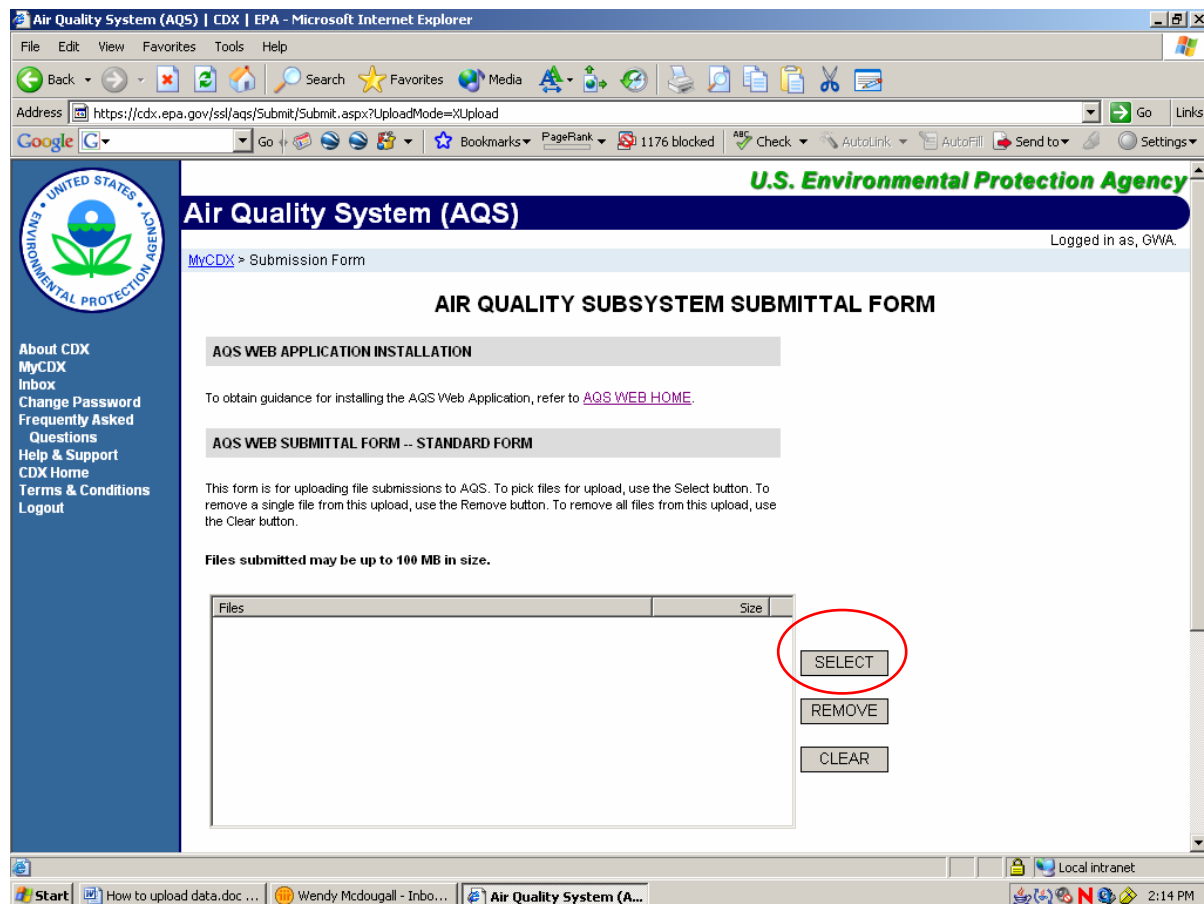 Air Quality System (AQS) | CDX | EPA - Microsoft Internet Explorer
File Edit View Favorites Tools Help
Back Search Favorites Media
Address https://cdx.epa.gov/ssl/aqs/Submit/Submit.aspx?UploadMode=XUpload Go Links
Google G Go Bookmarks PageRank 1176 blocked ABC Check AutoLink AutoFill Send to Settings
UNITED STATES
ENVIRONMENTAL PROTECTION AGENCY
U.S. Environmental Protection Agency
Air Quality System (AQS)
Logged in as, GWA.
MyCDX > Submission Form
AIR QUALITY SUBSYSTEM SUBMITTAL FORM
About CDX
MyCDX
Inbox
Change Password
Frequently Asked
Questions
Help & Support
CDX Home
Terms & Conditions
Logout
AQS WEB APPLICATION INSTALLATION
To obtain guidance for installing the AQS Web Application, refer to AQS WEB HOME.
AQS WEB SUBMITTAL FORM -- STANDARD FORM
This form is for uploading file submissions to AQS. To pick files for upload, use the Select button. To
remove a single file from this upload, use the Remove button. To remove all files from this upload, use
the Clear button.
Files submitted may be up to 100 MB in size.
Files Size
SELECT
REMOVE
CLEAR
Local intranet
Start How to upload data.doc ... Wendy Mcdougall - Inbo... Air Quality System (A... N 2:14 PM